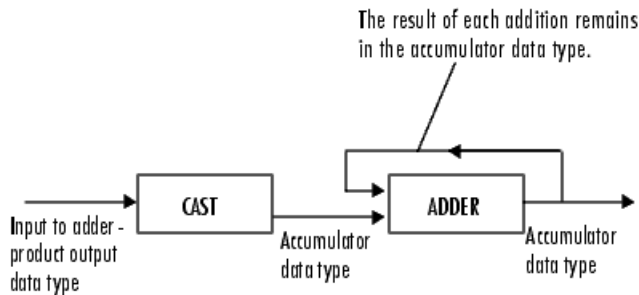 The result of each addition remains
in the accumulator data type.
CAST
ADDER
Input to adder -
product output
data type
Accumulator
data type
Accumulator
data type